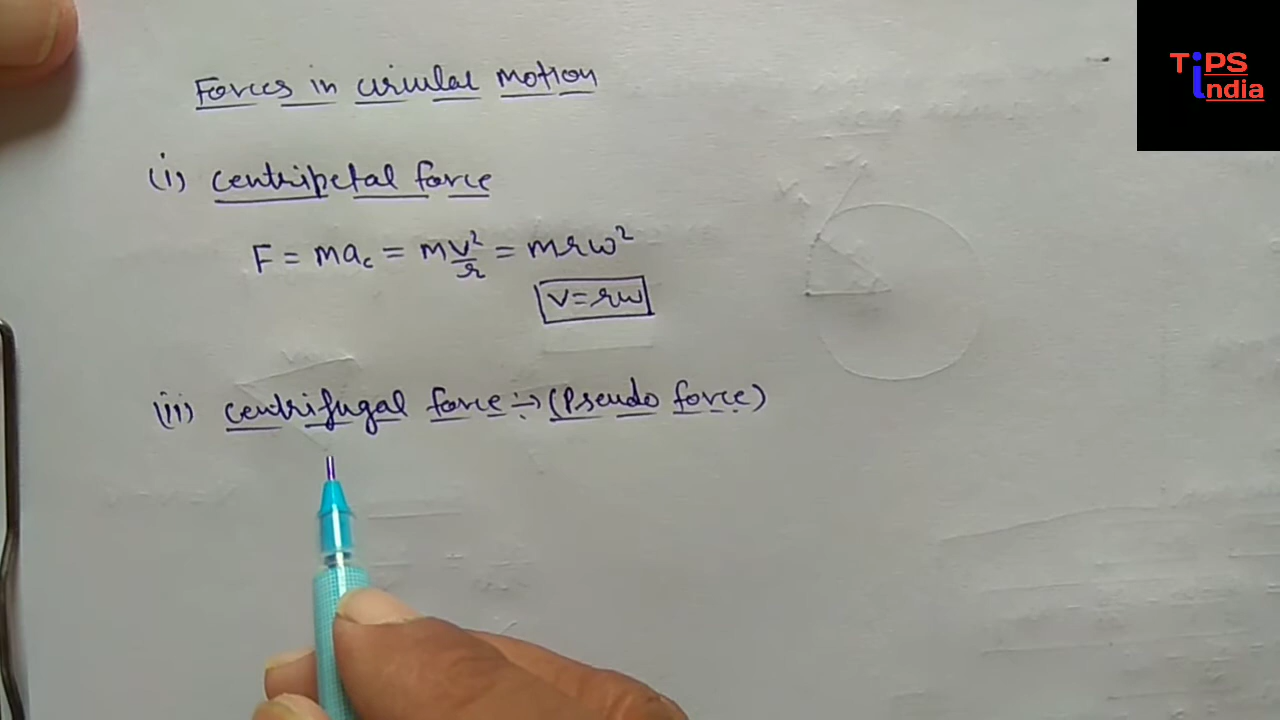 Forces in circular Motion
(i) centripetal force
F = mac = mv²/r = mrω²
v=rω
(ii) centrifugal force :→ (Pseudo force)
TiPS
India